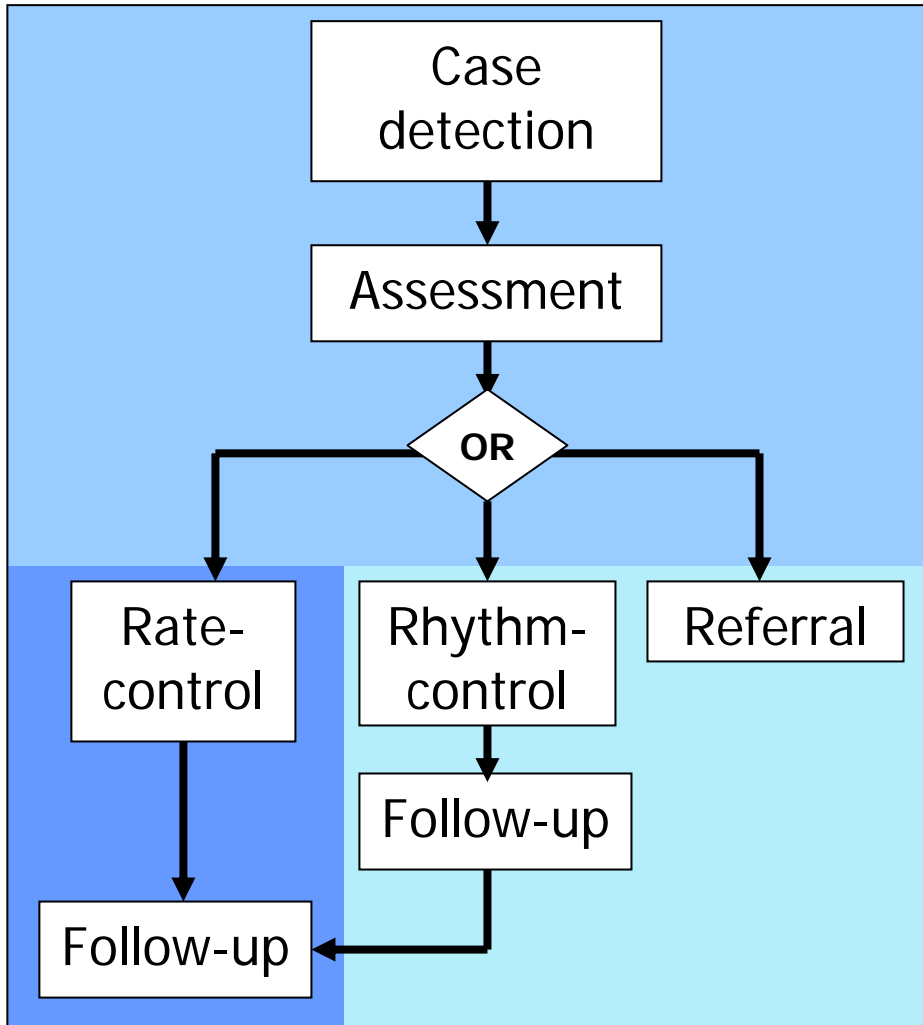 Case
detection
Assessment
OR
Rate-
control
Rhythm-
control
Referral
Follow-up
Follow-up